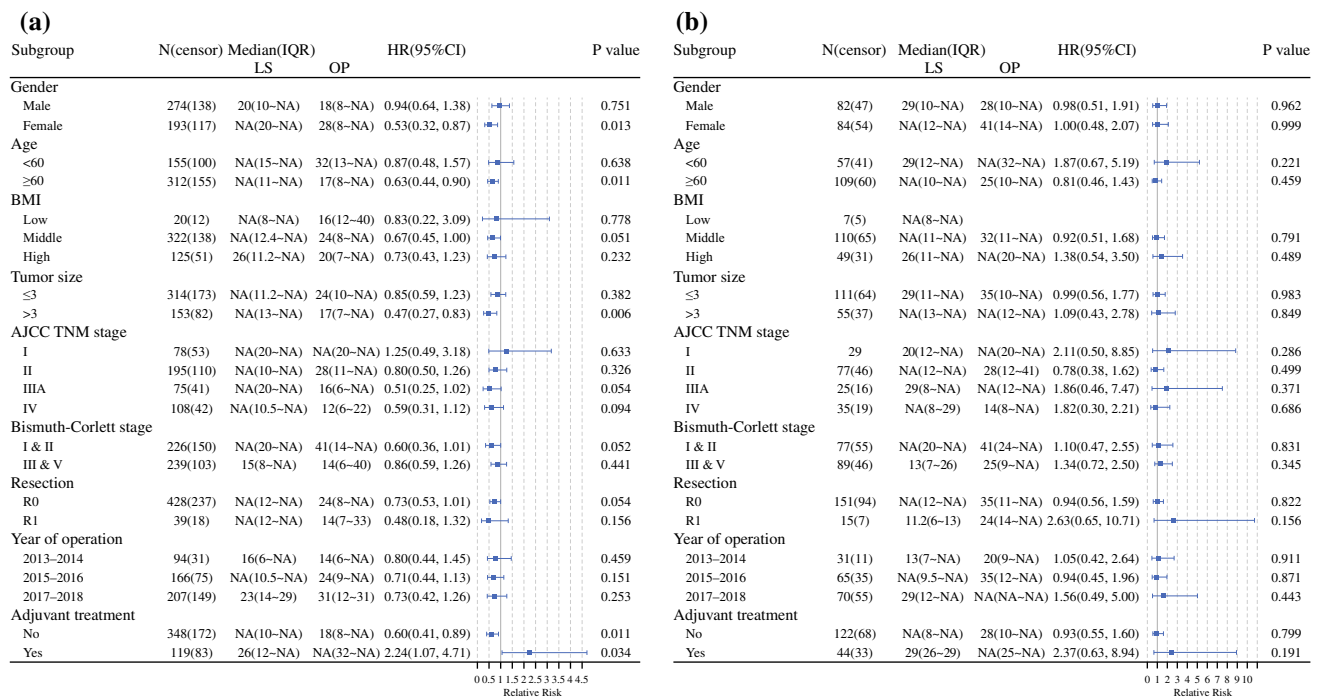 (a)
Subgroup N(censor) Median(IQR) HR(95%CI) P value
LS OP
Gender
Male 274(138) 20(10~NA) 18(8~NA) 0.94(0.64, 1.38) 0.751
Female 193(117) NA(20~NA) 28(8~NA) 0.53(0.32, 0.87) 0.013
Age
<60 155(100) NA(15~NA) 32(13~NA) 0.87(0.48, 1.57) 0.638
≥60 312(155) NA(11~NA) 17(8~NA) 0.63(0.44, 0.90) 0.011
BMI
Low 20(12) NA(8~NA) 16(12~40) 0.83(0.22, 3.09) 0.778
Middle 322(138) NA(12.4~NA) 24(8~NA) 0.67(0.45, 1.00) 0.051
High 125(51) 26(11.2~NA) 20(7~NA) 0.73(0.43, 1.23) 0.232
Tumor size
≤3 314(173) NA(11.2~NA) 24(10~NA) 0.85(0.59, 1.23) 0.382
>3 153(82) NA(13~NA) 17(7~NA) 0.47(0.27, 0.83) 0.006
AJCC TNM stage
I 78(53) NA(20~NA) NA(20~NA) 1.25(0.49, 3.18) 0.633
II 195(110) NA(10~NA) 28(11~NA) 0.80(0.50, 1.26) 0.326
IIIA 75(41) NA(20~NA) 16(6~NA) 0.51(0.25, 1.02) 0.054
IV 108(42) NA(10.5~NA) 12(6~22) 0.59(0.31, 1.12) 0.094
Bismuth-Corlett stage
I & II 226(150) NA(20~NA) 41(14~NA) 0.60(0.36, 1.01) 0.052
III & V 239(103) 15(8~NA) 14(6~40) 0.86(0.59, 1.26) 0.441
Resection
R0 428(237) NA(12~NA) 24(8~NA) 0.73(0.53, 1.01) 0.054
R1 39(18) NA(12~NA) 14(7~33) 0.48(0.18, 1.32) 0.156
Year of operation
2013–2014 94(31) 16(6~NA) 14(6~NA) 0.80(0.44, 1.45) 0.459
2015–2016 166(75) NA(10.5~NA) 24(9~NA) 0.71(0.44, 1.13) 0.151
2017–2018 207(149) 23(14~29) 31(12~31) 0.73(0.42, 1.26) 0.253
Adjuvant treatment
No 348(172) NA(10~NA) 18(8~NA) 0.60(0.41, 0.89) 0.011
Yes 119(83) 26(12~NA) NA(32~NA) 2.24(1.07, 4.71) 0.034
0 0.5 1 1.5 2 2.5 3 3.5 4 4.5
Relative Risk
(b)
Subgroup N(censor) Median(IQR) HR(95%CI) P value
LS OP
Gender
Male 82(47) 29(10~NA) 28(10~NA) 0.98(0.51, 1.91) 0.962
Female 84(54) NA(12~NA) 41(14~NA) 1.00(0.48, 2.07) 0.999
Age
<60 57(41) 29(12~NA) NA(32~NA) 1.87(0.67, 5.19) 0.221
≥60 109(60) NA(10~NA) 25(10~NA) 0.81(0.46, 1.43) 0.459
BMI
Low 7(5) NA(8~NA)
Middle 110(65) NA(11~NA) 32(11~NA) 0.92(0.51, 1.68) 0.791
High 49(31) 26(11~NA) NA(20~NA) 1.38(0.54, 3.50) 0.489
Tumor size
≤3 111(64) 29(11~NA) 35(10~NA) 0.99(0.56, 1.77) 0.983
>3 55(37) NA(13~NA) NA(12~NA) 1.09(0.43, 2.78) 0.849
AJCC TNM stage
I 29 20(12~NA) NA(20~NA) 2.11(0.50, 8.85) 0.286
II 77(46) NA(12~NA) 28(12~41) 0.78(0.38, 1.62) 0.499
IIIA 25(16) 29(8~NA) NA(12~NA) 1.86(0.46, 7.47) 0.371
IV 35(19) NA(8~29) 14(8~NA) 1.82(0.30, 2.21) 0.686
Bismuth-Corlett stage
I & II 77(55) NA(20~NA) 41(24~NA) 1.10(0.47, 2.55) 0.831
III & V 89(46) 13(7~26) 25(9~NA) 1.34(0.72, 2.50) 0.345
Resection
R0 151(94) NA(12~NA) 35(11~NA) 0.94(0.56, 1.59) 0.822
R1 15(7) 11.2(6~13) 24(14~NA) 2.63(0.65, 10.71) 0.156
Year of operation
2013–2014 31(11) 13(7~NA) 20(9~NA) 1.05(0.42, 2.64) 0.911
2015–2016 65(35) NA(9.5~NA) 35(12~NA) 0.94(0.45, 1.96) 0.871
2017–2018 70(55) 29(12~NA) NA(NA~NA) 1.56(0.49, 5.00) 0.443
Adjuvant treatment
No 122(68) NA(8~NA) 28(10~NA) 0.93(0.55, 1.60) 0.799
Yes 44(33) 29(26~29) NA(25~NA) 2.37(0.63, 8.94) 0.191
0 1 2 3 4 5 6 7 8 9 10
Relative Risk